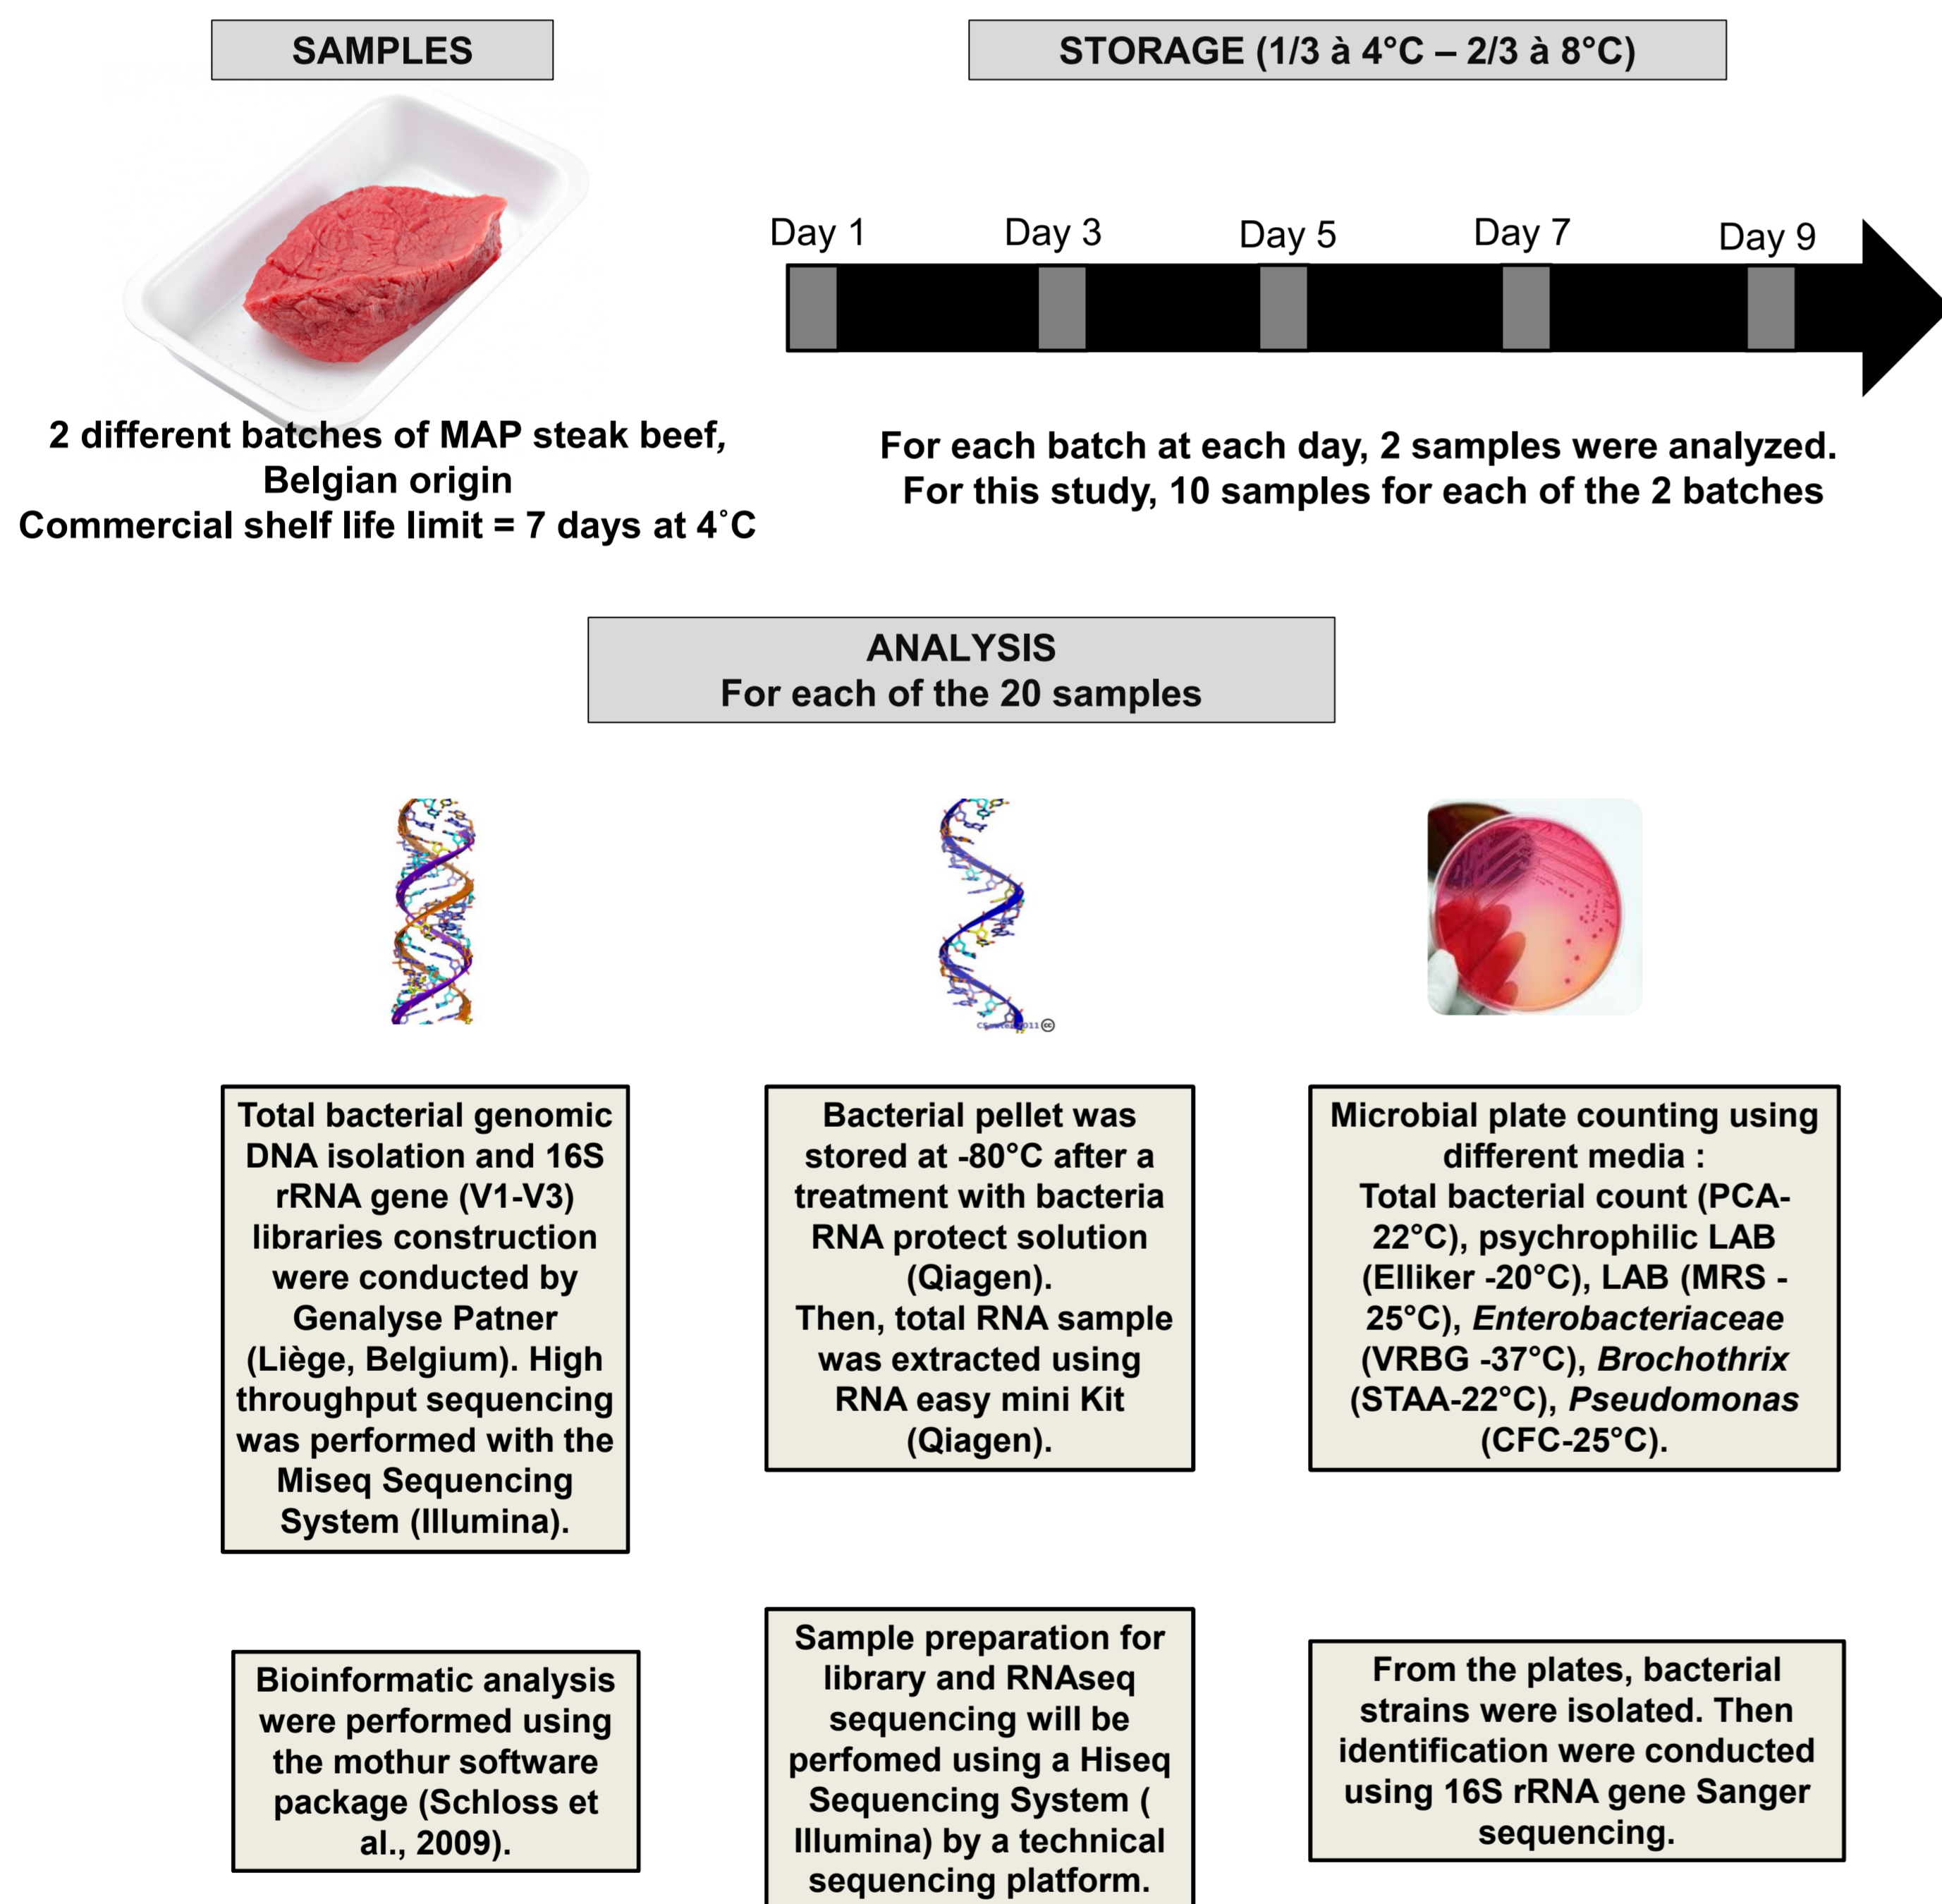 SAMPLES
STORAGE (1/3 à 4°C – 2/3 à 8°C)
Day 1
Day 3
Day 5
Day 7
Day 9
2 different batches of MAP steak beef,
Belgian origin
Commercial shelf life limit = 7 days at 4˚C
For each batch at each day, 2 samples were analyzed.
For this study, 10 samples for each of the 2 batches
ANALYSIS
For each of the 20 samples
Total bacterial genomic
DNA isolation and 16S
rRNA gene (V1-V3)
libraries construction
were conducted by
Genalyse Patner
(Liège, Belgium). High
throughput sequencing
was performed with the
Miseq Sequencing
System (Illumina).
Bacterial pellet was
stored at -80°C after a
treatment with bacteria
RNA protect solution
(Qiagen).
Then, total RNA sample
was extracted using
RNA easy mini Kit
(Qiagen).
Microbial plate counting using
different media :
Total bacterial count (PCA-
22°C), psychrophilic LAB
(Elliker -20°C), LAB (MRS -
25°C), Enterobacteriaceae
(VRBG -37°C), Brochothrix
(STAA-22°C), Pseudomonas
(CFC-25°C).
Bioinformatic analysis
were performed using
the mothur software
package (Schloss et
al., 2009).
Sample preparation for
library and RNAseq
sequencing will be
perfomed using a Hiseq
Sequencing System (
Illumina) by a technical
sequencing platform.
From the plates, bacterial
strains were isolated. Then
identification were conducted
using 16S rRNA gene Sanger
sequencing.